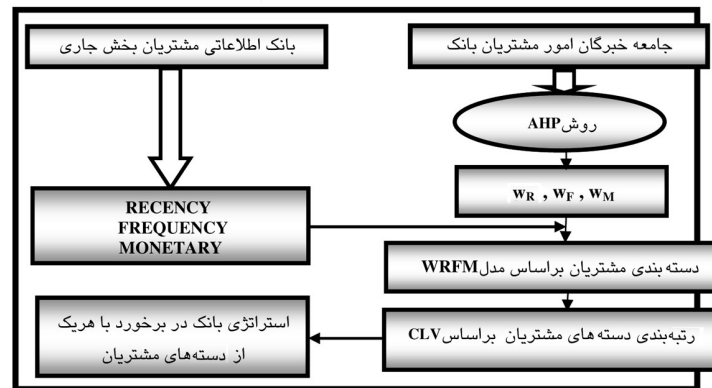 جامعه خبرگان امور مشتریان بانک
بانک اطلاعاتی مشتریان بخش جاری
روش AHP
wR , wF , wM
RECENCY
FREQUENCY
MONETARY
دسته‌بندی مشتریان براساس مدل WRFM
رتبه‌بندی دسته های مشتریان براساس CLV
استراتژی بانک در برخورد با هریک
از دسته‌های مشتریان